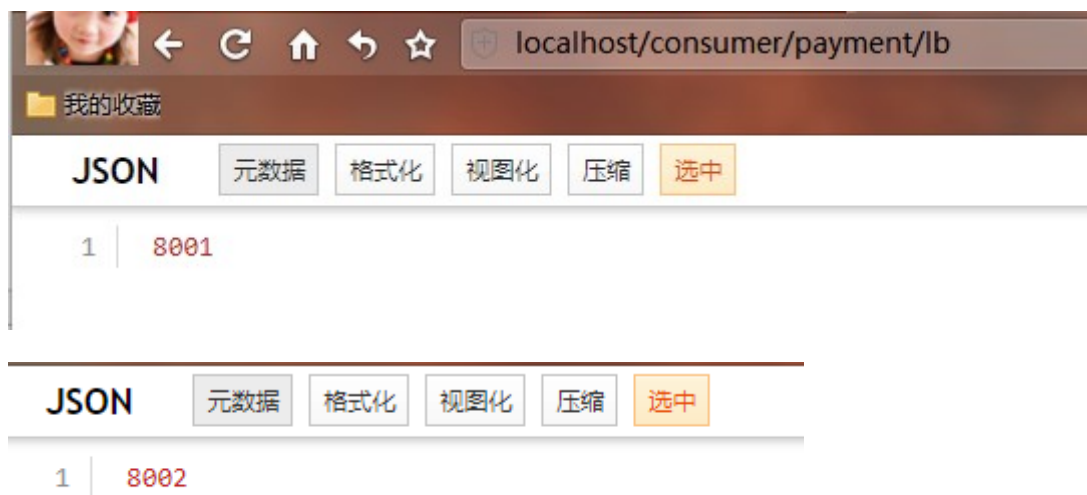 localhost/consumer/payment/lb
我的收藏
JSON 元数据 格式化 视图化 压缩 选中
1 8001
JSON 元数据 格式化 视图化 压缩 选中
1 8002